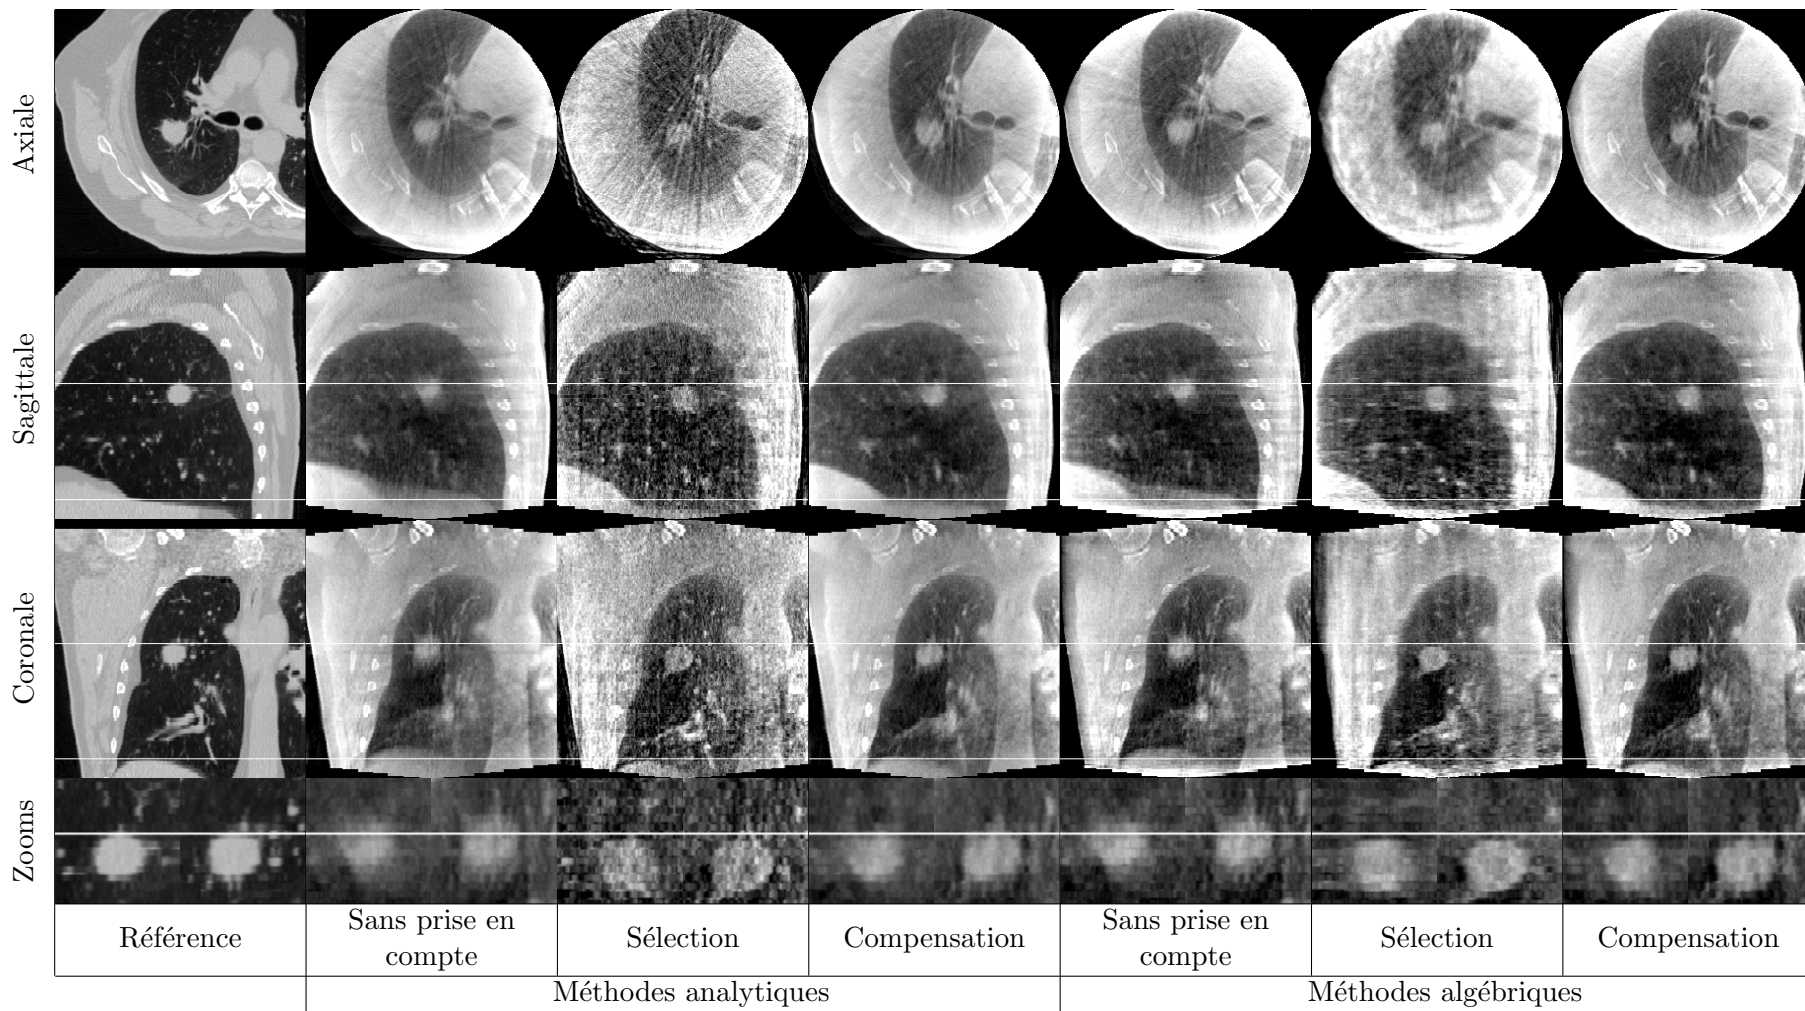 Axiale
Sagittale
Coronale
Zooms
Référence
Sans prise en
compte
Sélection
Compensation
Sans prise en
compte
Sélection
Compensation
Méthodes analytiques
Méthodes algébriques